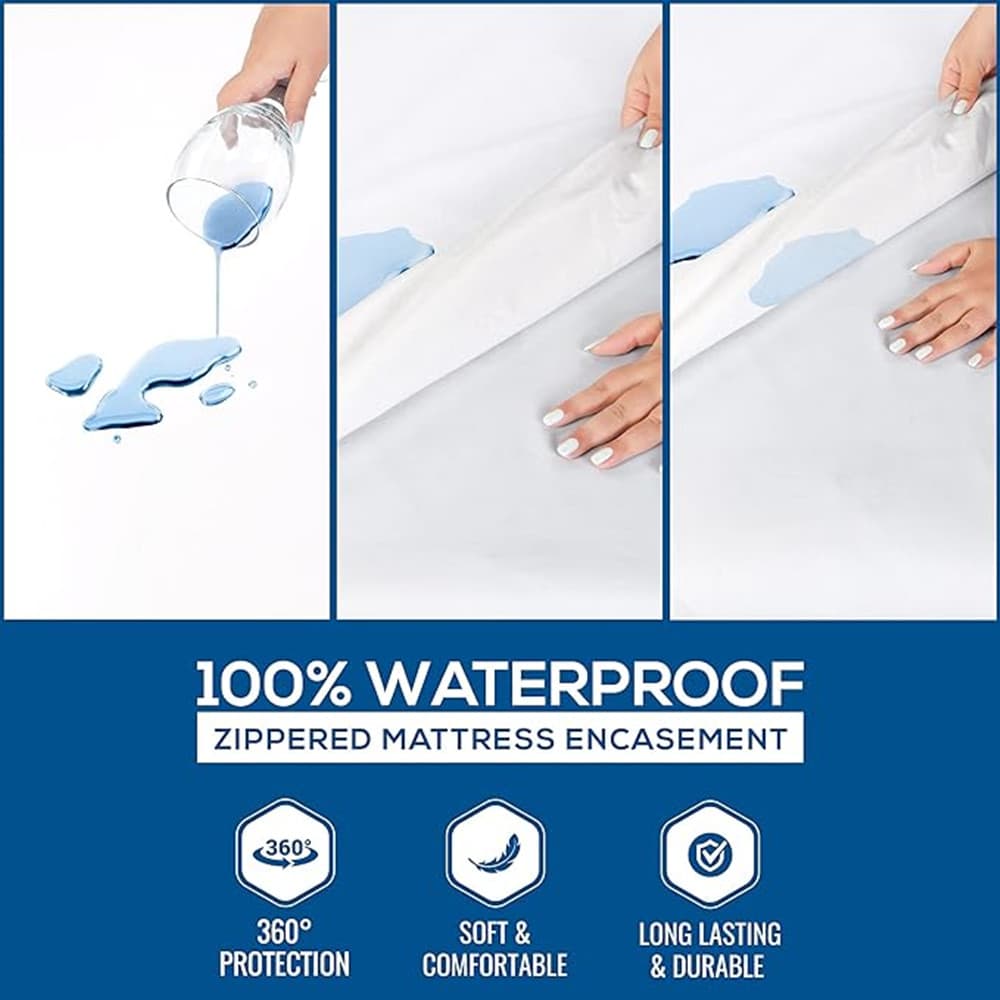 100% WATERPROOF
ZIPPERED MATTRESS ENCASEMENT
360°
360°
PROTECTION
SOFT &
COMFORTABLE
LONG LASTING
& DURABLE